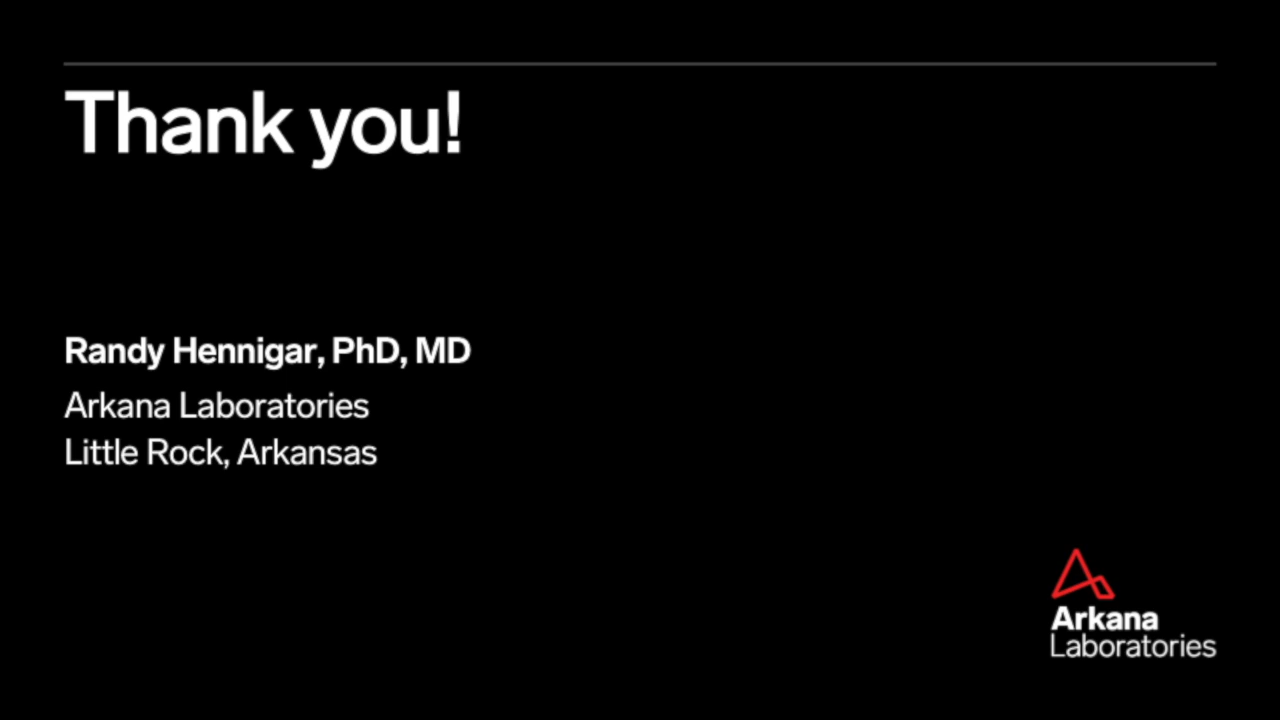 Thank you!
Randy Hennigar, PhD, MD
Arkana Laboratories
Little Rock, Arkansas
Arkana
Laboratories